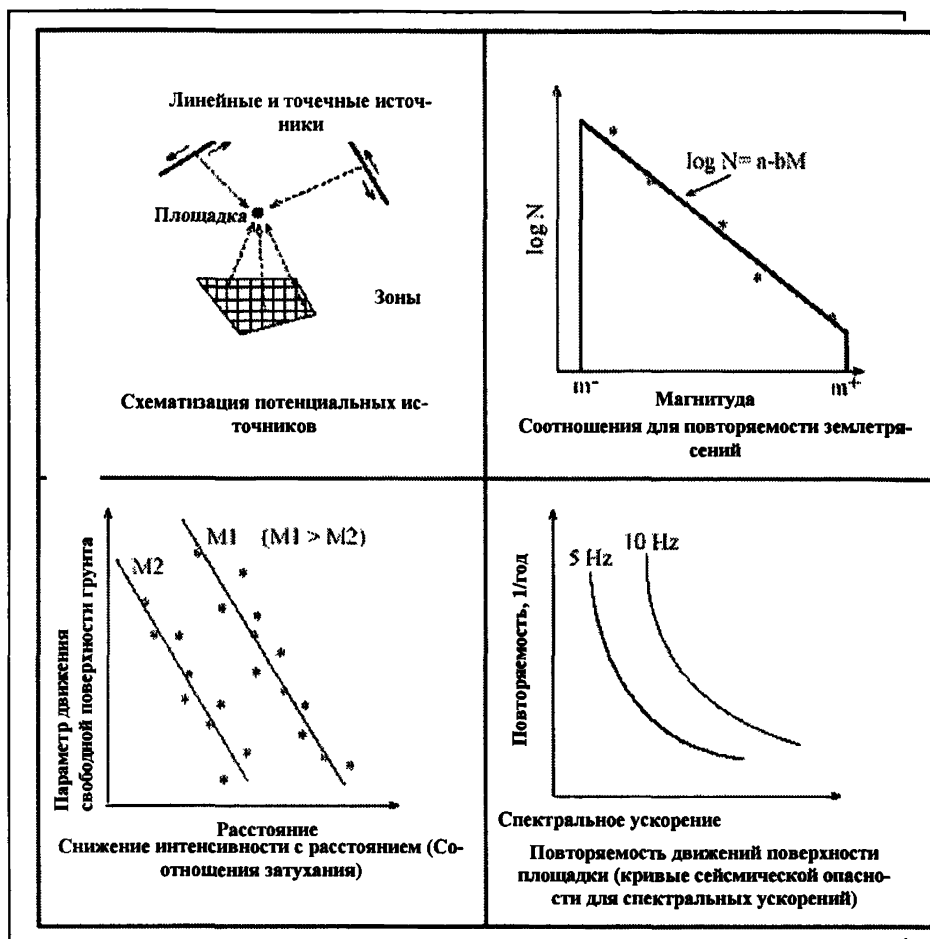 Линейные и точечные источ-
ники
Площадка
Зоны
Схематизация потенциальных ис-
точников
log N
log N= a-bM
m-
m+
Магнитуда
Соотношения для повторяемости землетря-
сений
Параметр движения
свободной поверхности грунта
M2
M1 (M1 > M2)
Расстояние
Снижение интенсивности с расстоянием (Со-
отношения затухания)
Повторяемость, 1/год
5 Hz
10 Hz
Спектральное ускорение
Повторяемость движений поверхности
площадки (кривые сейсмической опасно-
сти для спектральных ускорений)